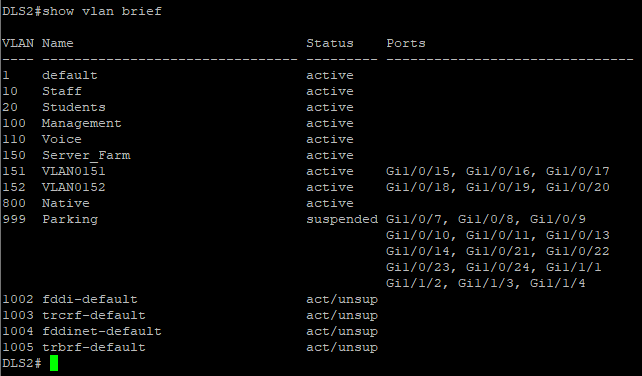 DLS2#show vlan brief
VLAN Name                             Status    Ports
---- -------------------------------- --------- -------------------------------
1    default                          active
10   Staff                            active
20   Students                         active
100  Management                       active
110  Voice                            active
150  Server_Farm                      active
151  VLAN0151                         active    Gi1/0/15, Gi1/0/16, Gi1/0/17
152  VLAN0152                         active    Gi1/0/18, Gi1/0/19, Gi1/0/20
800  Native                           active
999  Parking                          suspended Gi1/0/7, Gi1/0/8, Gi1/0/9
                                                Gi1/0/10, Gi1/0/11, Gi1/0/13
                                                Gi1/0/14, Gi1/0/21, Gi1/0/22
                                                Gi1/0/23, Gi1/0/24, Gi1/1/1
                                                Gi1/1/2, Gi1/1/3, Gi1/1/4
1002 fddi-default                     act/unsup
1003 trcrf-default                    act/unsup
1004 fddinet-default                  act/unsup
1005 trbrf-default                    act/unsup
DLS2#